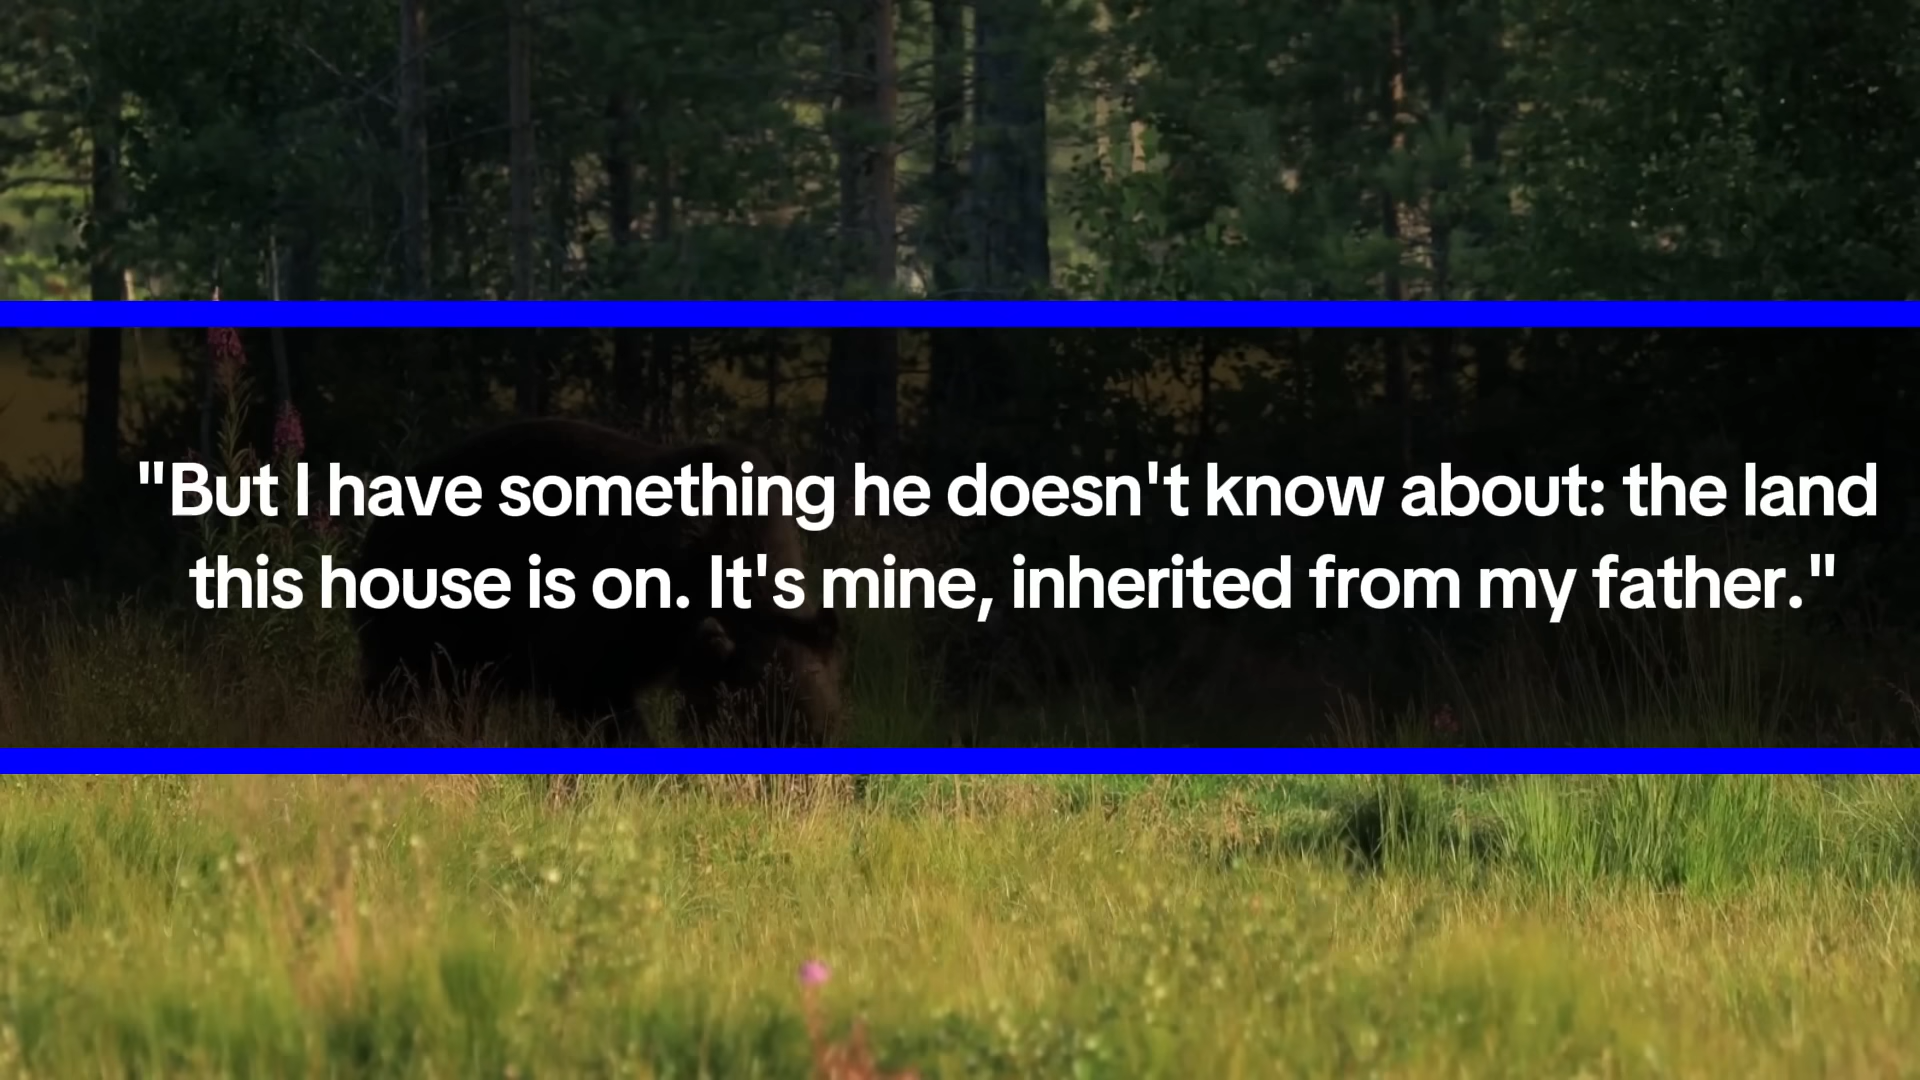 "But I have something he doesn't know about: the land
this house is on. It's mine, inherited from my father."